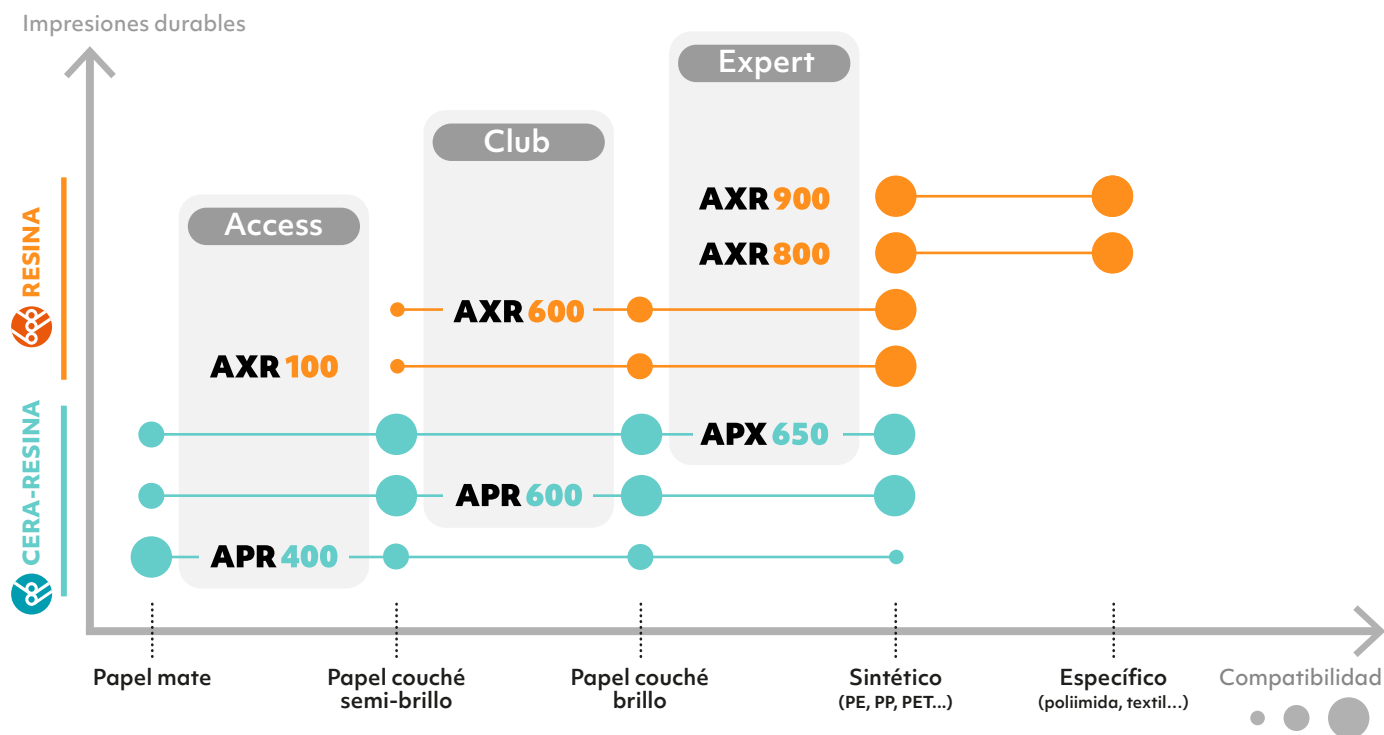 Impresiones durables
Expert
Club
Access
RESINA
AXR 900
AXR 800
AXR 600
AXR 100
CERA-RESINA
APX 650
APR 600
APR 400
Papel mate
Papel couché
semi-brillo
Papel couché
brillo
Sintético
(PE, PP, PET...)
Específico
(poliimida, textil...)
Compatibilidad